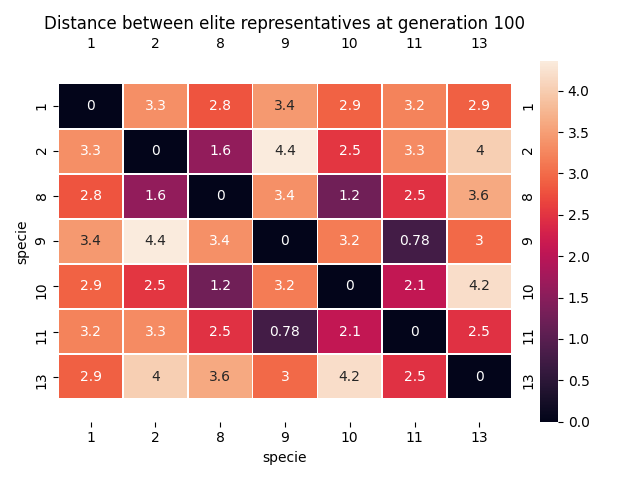 Distance between elite representatives at generation 100
1 2 8 9 10 11 13
1 0 3.3 2.8 3.4 2.9 3.2 2.9 1
2 3.3 0 1.6 4.4 2.5 3.3 4 2
8 2.8 1.6 0 3.4 1.2 2.5 3.6 8
9 3.4 4.4 3.4 0 3.2 0.78 3 9
10 2.9 2.5 1.2 3.2 0 2.1 4.2 10
11 3.2 3.3 2.5 0.78 2.1 0 2.5 11
13 2.9 4 3.6 3 4.2 2.5 0 13
1 2 8 9 10 11 13
specie
specie
4.0
3.5
3.0
2.5
2.0
1.5
1.0
0.5
0.0